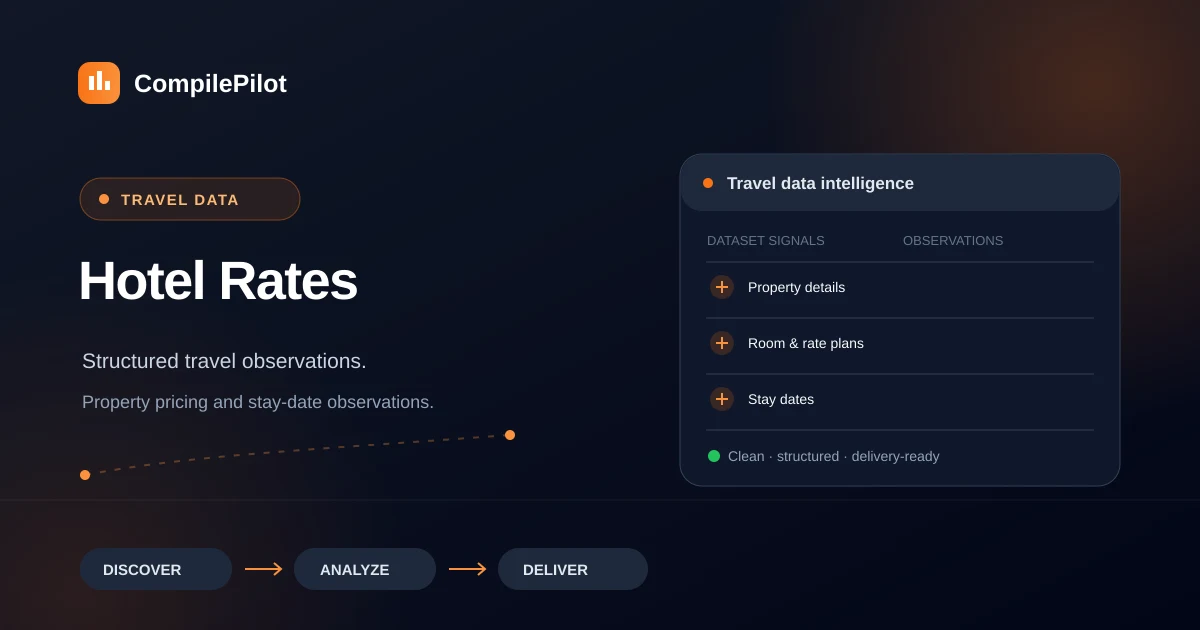 CompilePilot
TRAVEL DATA
Hotel Rates
Structured travel observations.
Property pricing and stay-date observations.
Travel data intelligence
DATASET SIGNALS OBSERVATIONS
Property details
Room & rate plans
Stay dates
Clean · structured · delivery-ready
DISCOVER ANALYZE DELIVER